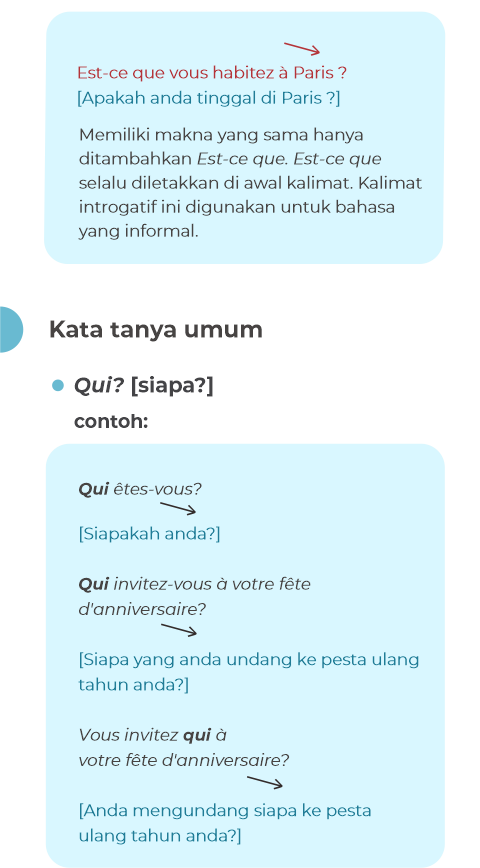 Est-ce que vous habitez à Paris ?
[Apakah anda tinggal di Paris ?]
Memiliki makna yang sama hanya
ditambahkan Est-ce que. Est-ce que
selalu diletakkan di awal kalimat. Kalimat
introgatif ini digunakan untuk bahasa
yang informal.
Kata tanya umum
Qui? [siapa?]
contoh:
Qui êtes-vous?
[Siapakah anda?]
Qui invitez-vous à votre fête
d'anniversaire?
[Siapa yang anda undang ke pesta ulang
tahun anda?]
Vous invitez qui à
votre fête d'anniversaire?
[Anda mengundang siapa ke pesta
ulang tahun anda?]